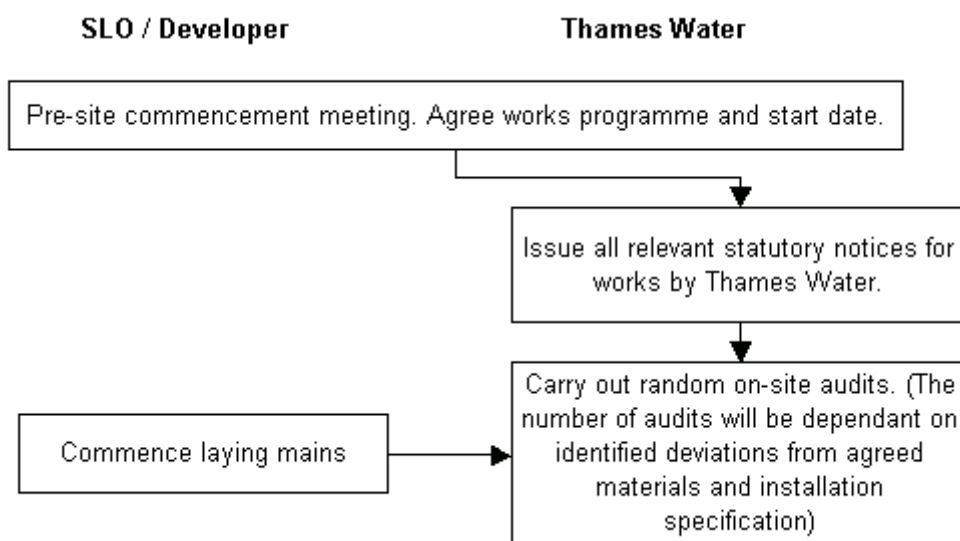 SLO / Developer
Thames Water
Pre-site commencement meeting. Agree works programme and start date.
Issue all relevant statutory notices for
works by Thames Water.
Carry out random on-site audits. (The
number of audits will be dependant on
identified deviations from agreed
materials and installation
specification)
Commence laying mains